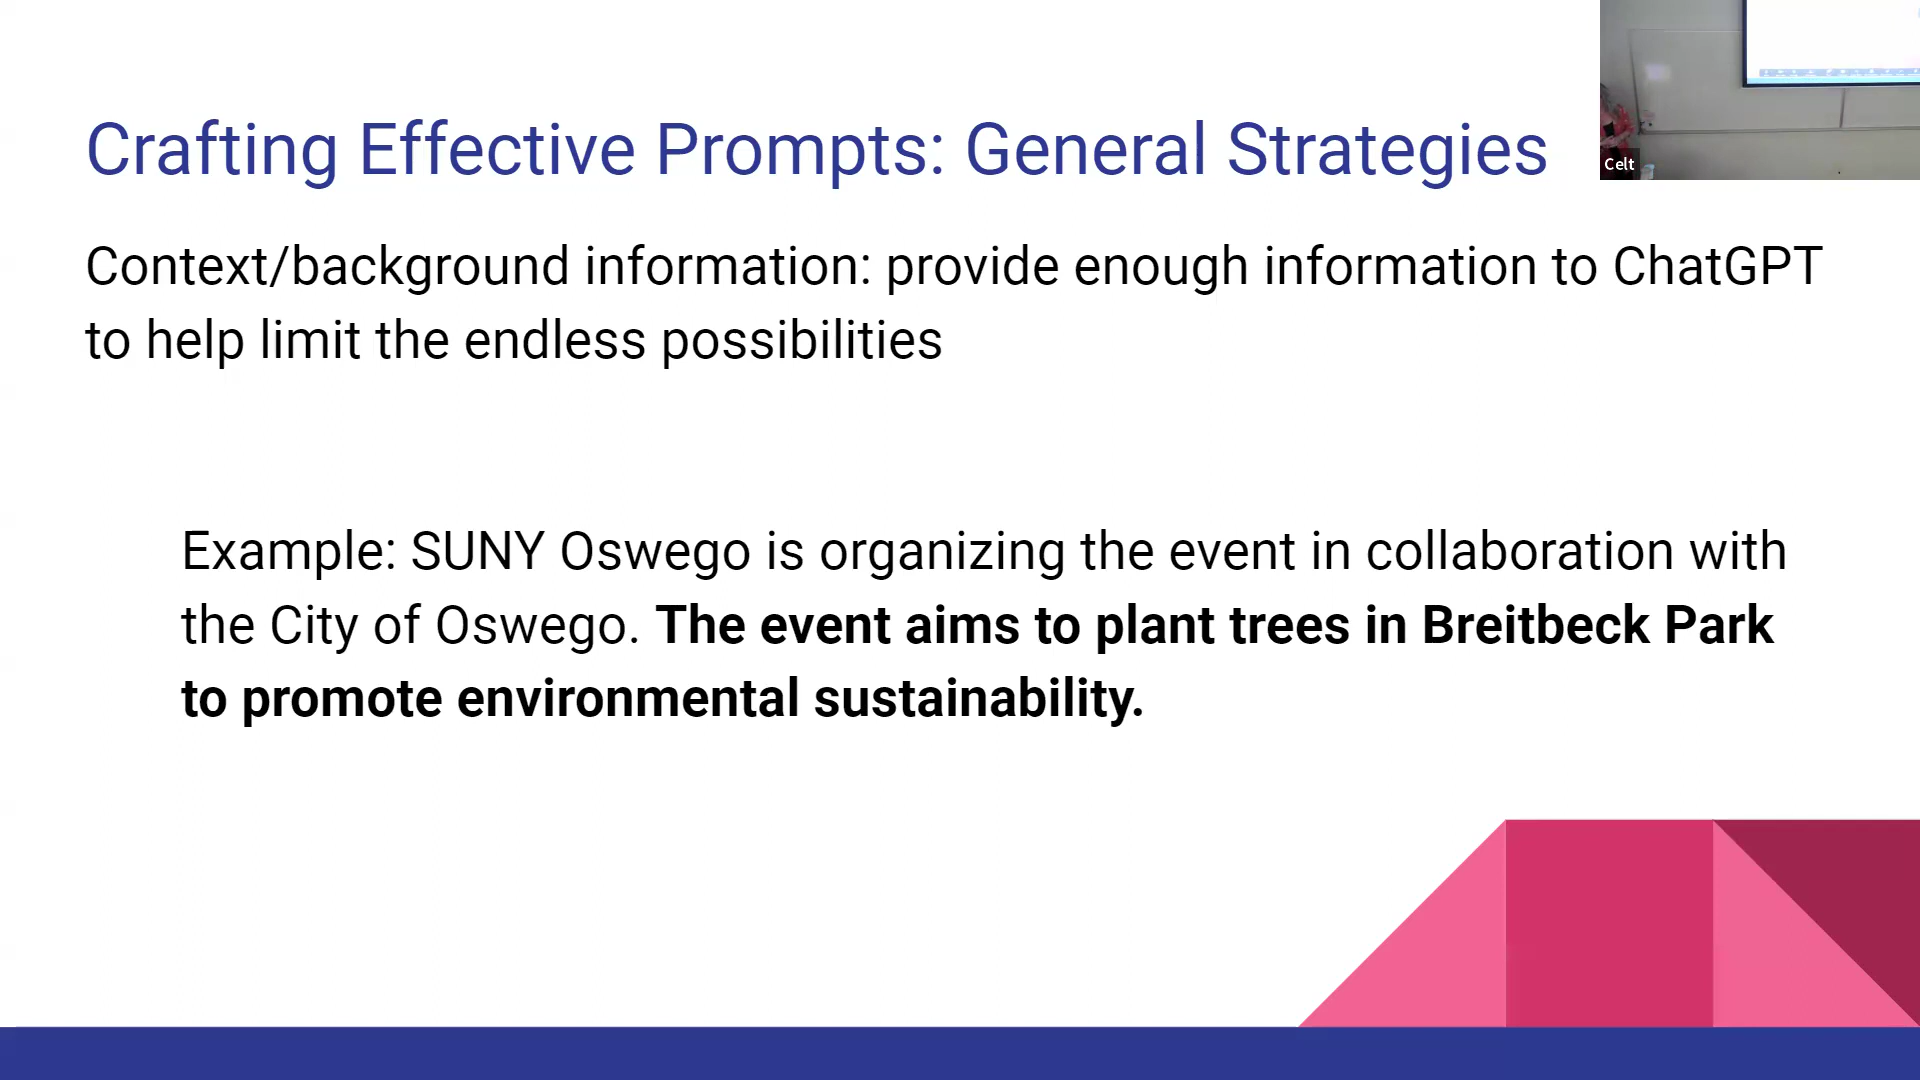 Crafting Effective Prompts: General Strategies
Celt
Context/background information: provide enough information to ChatGPT
to help limit the endless possibilities
Example: SUNY Oswego is organizing the event in collaboration with
the City of Oswego. The event aims to plant trees in Breitbeck Park
to promote environmental sustainability.